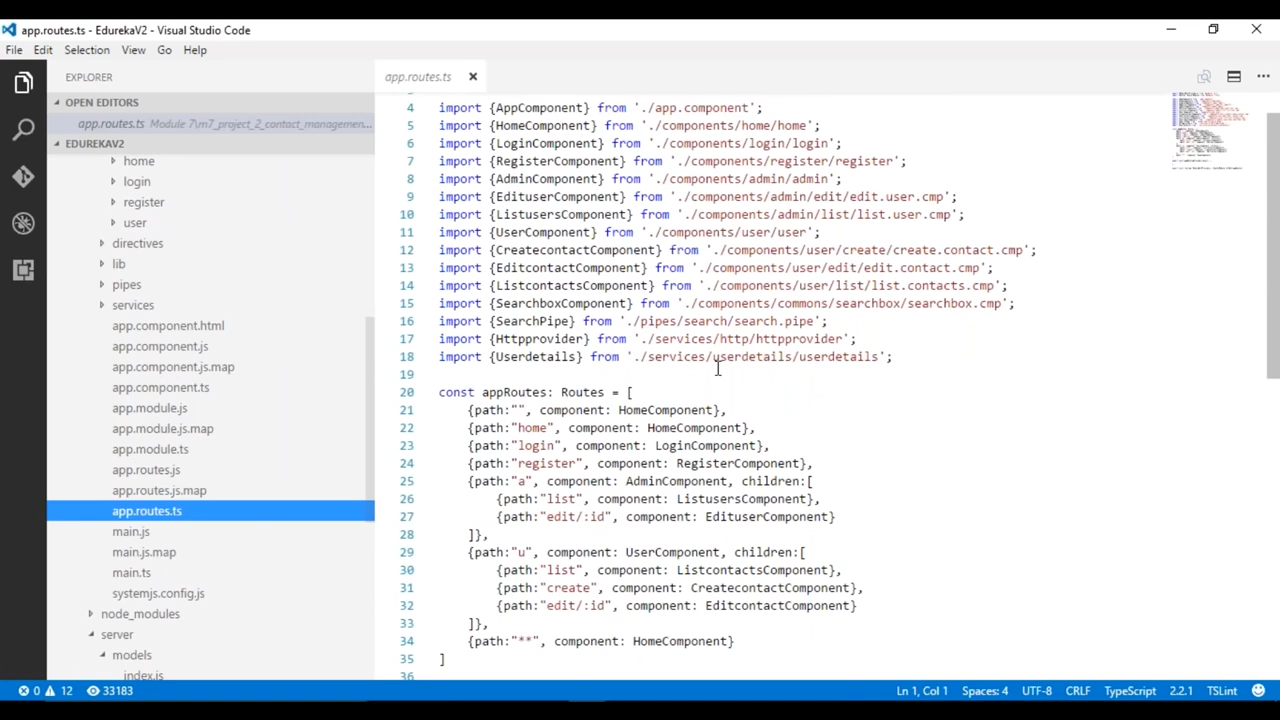 app.routes.ts - EdurekaV2 - Visual Studio Code
File Edit Selection View Go Help
EXPLORER
OPEN EDITORS
app.routes.ts Module 7\m7_project_2_contact_managemen...
EDUREKAV2
home
login
register
user
directives
lib
pipes
services
app.component.html
app.component.js
app.component.js.map
app.component.ts
app.module.js
app.module.js.map
app.module.ts
app.routes.js
app.routes.js.map
app.routes.ts
main.js
main.js.map
main.ts
systemjs.config.js
node_modules
server
models
index.js
app.routes.ts
4 import {AppComponent} from './app.component';
5 import {HomeComponent} from './components/home/home';
6 import {LoginComponent} from './components/login/login';
7 import {RegisterComponent} from './components/register/register';
8 import {AdminComponent} from './components/admin/admin';
9 import {EdituserComponent} from './components/admin/edit/edit.user.cmp';
10 import {ListusersComponent} from './components/admin/list/list.user.cmp';
11 import {UserComponent} from './components/user/user';
12 import {CreatecontactComponent} from './components/user/create/create.contact.cmp';
13 import {EditcontactComponent} from './components/user/edit/edit.contact.cmp';
14 import {ListcontactsComponent} from './components/user/list/list.contacts.cmp';
15 import {SearchboxComponent} from './components/commons/searchbox/searchbox.cmp';
16 import {SearchPipe} from './pipes/search/search.pipe';
17 import {Httpprovider} from './services/http/httpprovider';
18 import {Userdetails} from './services/userdetails/userdetails';
19
20 const appRoutes: Routes = [
21 {path:"", component: HomeComponent},
22 {path:"home", component: HomeComponent},
23 {path:"login", component: LoginComponent},
24 {path:"register", component: RegisterComponent},
25 {path:"a", component: AdminComponent, children:[
26 {path:"list", component: ListusersComponent},
27 {path:"edit/:id", component: EdituserComponent}
28 ]},
29 {path:"u", component: UserComponent, children:[
30 {path:"list", component: ListcontactsComponent},
31 {path:"create", component: CreatecontactComponent},
32 {path:"edit/:id", component: EditcontactComponent}
33 ]},
34 {path:"**", component: HomeComponent}
35 ]
36
0 12 33183 Ln 1, Col 1 Spaces: 4 UTF-8 CRLF TypeScript 2.2.1 TSLint